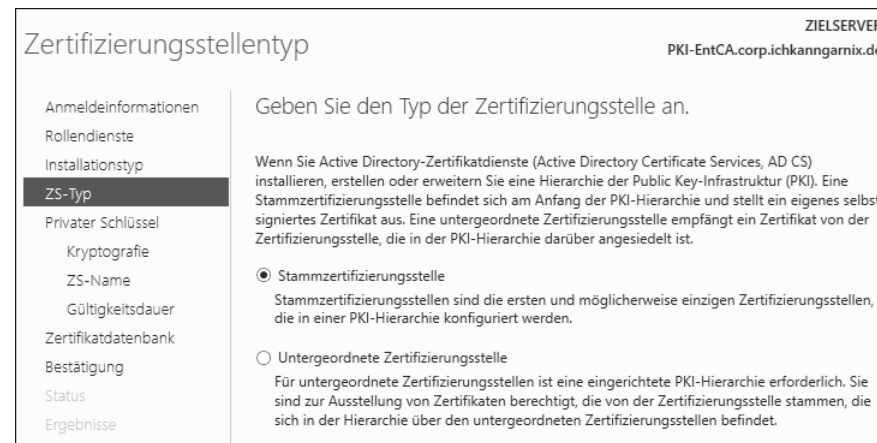 Zertifizierungsstellentyp
ZIELSERVER
PKI-EntCA.corp.ichkanngarnix.de
Anmeldeinformationen
Rollendienste
Installationstyp
ZS-Typ
Privater Schlüssel
Kryptografie
ZS-Name
Gültigkeitsdauer
Zertifikatdatenbank
Bestätigung
Status
Ergebnisse
Geben Sie den Typ der Zertifizierungsstelle an.
Wenn Sie Active Directory-Zertifikatdienste (Active Directory Certificate Services, AD CS)
installieren, erstellen oder erweitern Sie eine Hierarchie der Public Key-Infrastruktur (PKI). Eine
Stammzertifizierungsstelle befindet sich am Anfang der PKI-Hierarchie und stellt ein eigenes selbst
signiertes Zertifikat aus. Eine untergeordnete Zertifizierungsstelle empfängt ein Zertifikat von der
Zertifizierungsstelle, die in der PKI-Hierarchie darüber angesiedelt ist.
Stammzertifizierungsstelle
Stammzertifizierungsstellen sind die ersten und möglicherweise einzigen Zertifizierungsstellen,
die in einer PKI-Hierarchie konfiguriert werden.
Untergeordnete Zertifizierungsstelle
Für untergeordnete Zertifizierungsstellen ist eine eingerichtete PKI-Hierarchie erforderlich. Sie
sind zur Ausstellung von Zertifikaten berechtigt, die von der Zertifizierungsstelle stammen, die
sich in der Hierarchie über den untergeordneten Zertifizierungsstellen befindet.